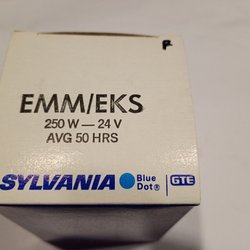 F
EMM/EKS
250 W — 24 V
AVG 50 HRS
SYLVANIA Blue Dot® GTE